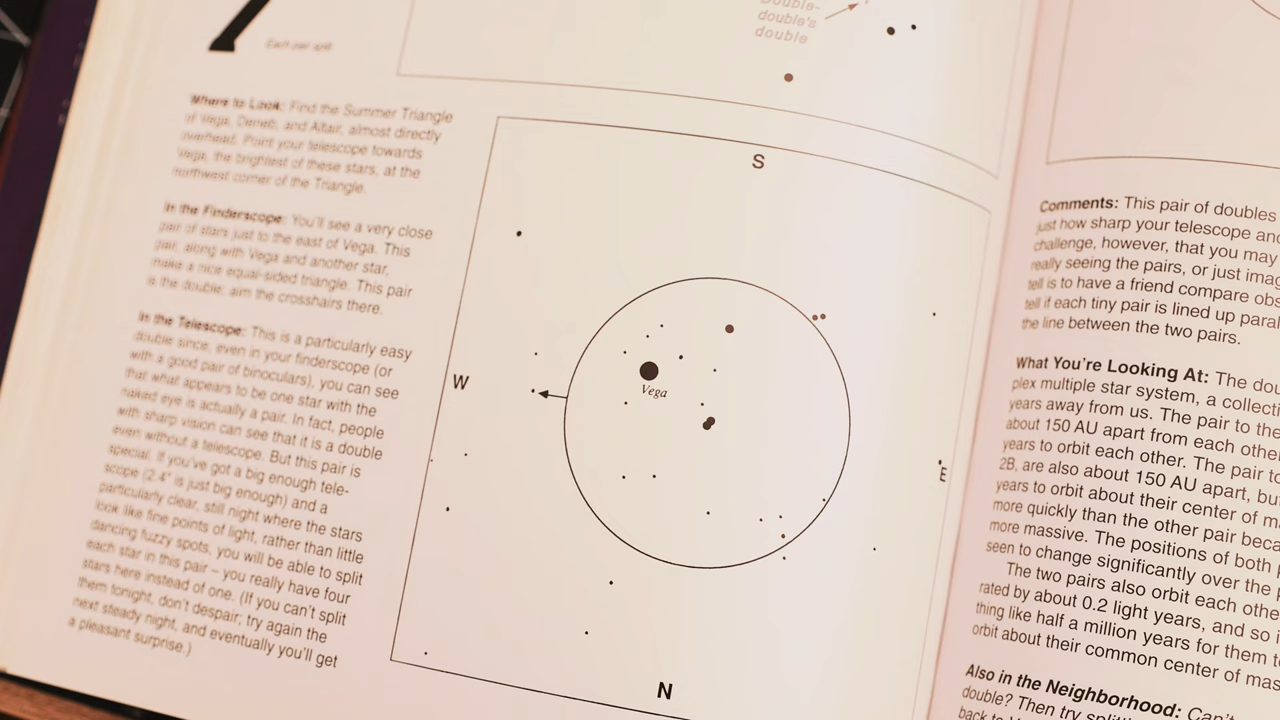 Each pair split
Double-
double's
double
Where to Look: Find the Summer Triangle
of Vega, Deneb, and Altair, almost directly
overhead. Point your telescope towards
Vega, the brightest of these stars, at the
northwest corner of the Triangle.
In the Finderscope: You'll see a very close
pair of stars just to the east of Vega. This
pair, along with Vega and another star,
make a nice equal-sided triangle. This pair
is the double; aim the crosshairs there.
In the Telescope: This is a particularly easy
double since, even in your finderscope (or
with a good pair of binoculars), you can see
that what appears to be one star with the
naked eye is actually a pair. In fact, people
with sharp vision can see that it is a double
even without a telescope. But this pair is
special. If you've got a big enough tele-
scope (2.4" is just big enough) and a
particularly clear, still night where the stars
look like fine points of light, rather than little
dancing fuzzy spots, you will be able to split
each star in this pair – you really have four
stars here instead of one. (If you can't split
them tonight, don't despair; try again the
next steady night, and eventually you'll get
a pleasant surprise.)
S
W
Vega
E
N
Comments: This pair of doubles
just how sharp your telescope and
challenge, however, that you may
really seeing the pairs, or just imag
tell is to have a friend compare obs
tell if each tiny pair is lined up paral
the line between the two pairs.
What You're Looking At: The dou
plex multiple star system, a collecti
years away from us. The pair to the
about 150 AU apart from each other
years to orbit each other. The pair to
2B, are also about 150 AU apart, bu
years to orbit about their center of m
more quickly than the other pair beca
more massive. The positions of both
seen to change significantly over the
The two pairs also orbit each othe
rated by about 0.2 light years, and so i
thing like half a million years for them to
orbit about their common center of mas
Also in the Neighborhood: Can't
double? Then try splitti
back to